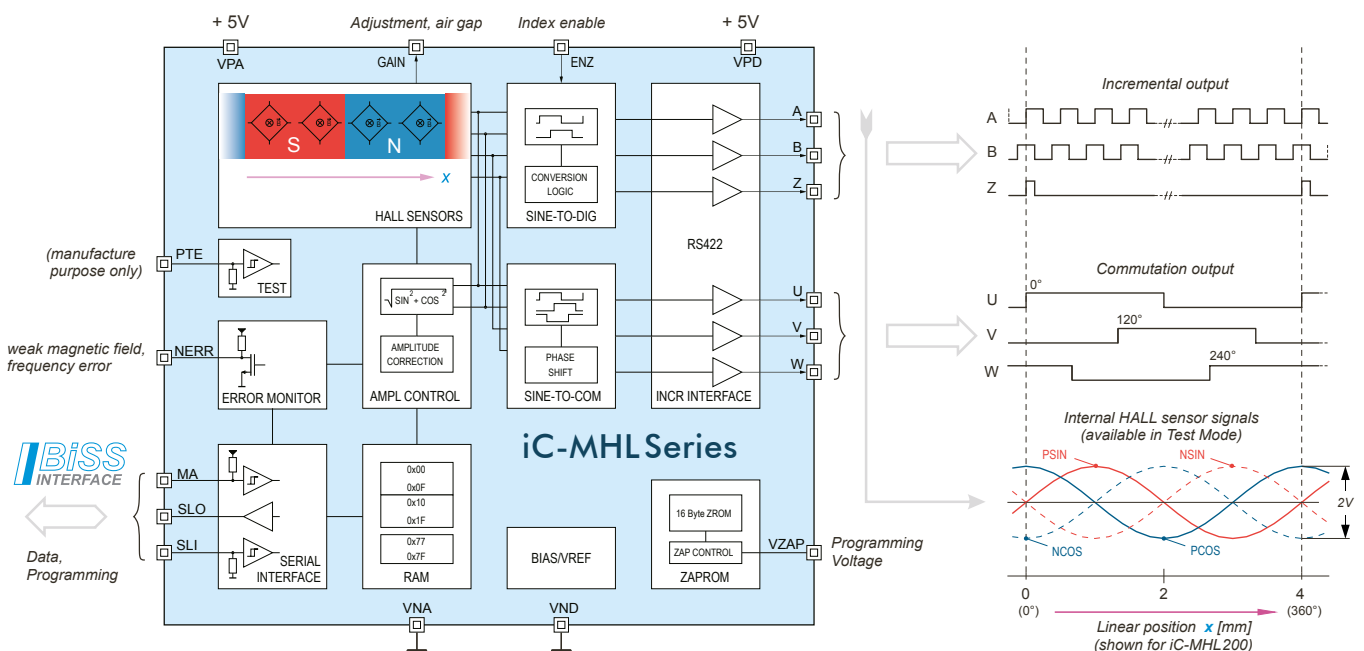 + 5V
Adjustment, air gap
Index enable
+ 5V
VPA
GAIN
ENZ
VPD
S
N
x
HALL SENSORS
CONVERSION
LOGIC
SINE-TO-DIG
A
B
Z
RS422
(manufacture
purpose only)
PTE
TEST
√ SIN² + COS²
AMPLITUDE
CORRECTION
AMPL CONTROL
PHASE
SHIFT
SINE-TO-COM
U
V
W
INCR INTERFACE
weak magnetic field,
frequency error
NERR
ERROR MONITOR
iC-MHL Series
BiSS
INTERFACE
MA
SLO
SLI
Data,
Programming
SERIAL
INTERFACE
0x00
0x0F
0x10
0x1F
0x77
0x7F
RAM
BIAS/VREF
16 Byte ZROM
ZAP CONTROL
ZAPROM
VZAP
Programming
Voltage
VNA
VND
Incremental output
A
B
Z
Commutation output
U
0°
V
120°
W
240°
Internal HALL sensor signals
(available in Test Mode)
PSIN
NSIN
2V
NCOS
PCOS
0
2
4
(0°)
(360°)
Linear position x [mm]
(shown for iC-MHL200)